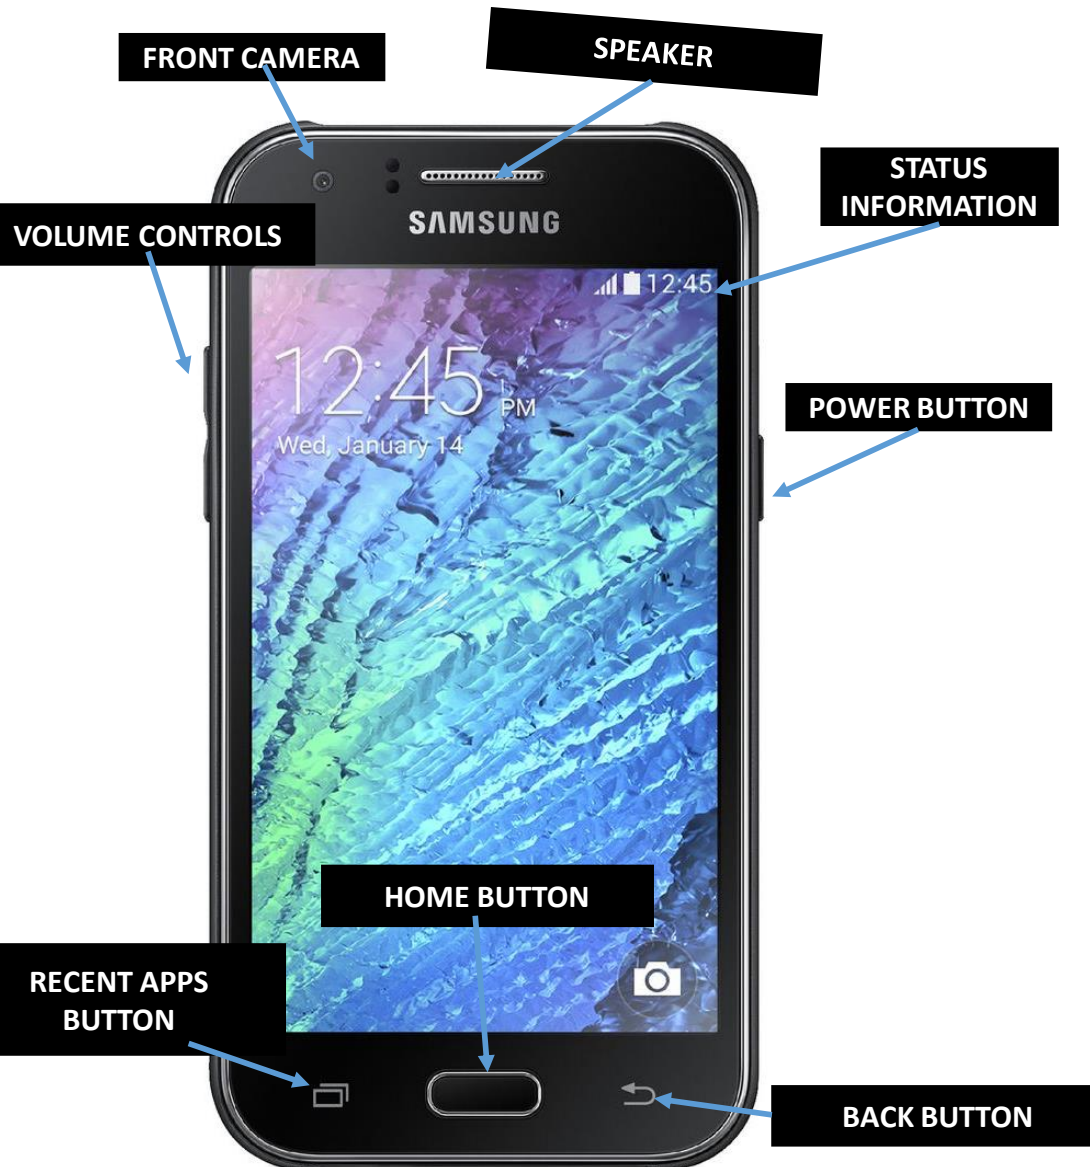 FRONT CAMERA
SPEAKER
STATUS
INFORMATION
VOLUME CONTROLS
SAMSUNG
12:45
12:45
PM
Wed, January 14
POWER BUTTON
HOME BUTTON
RECENT APPS
BUTTON
BACK BUTTON